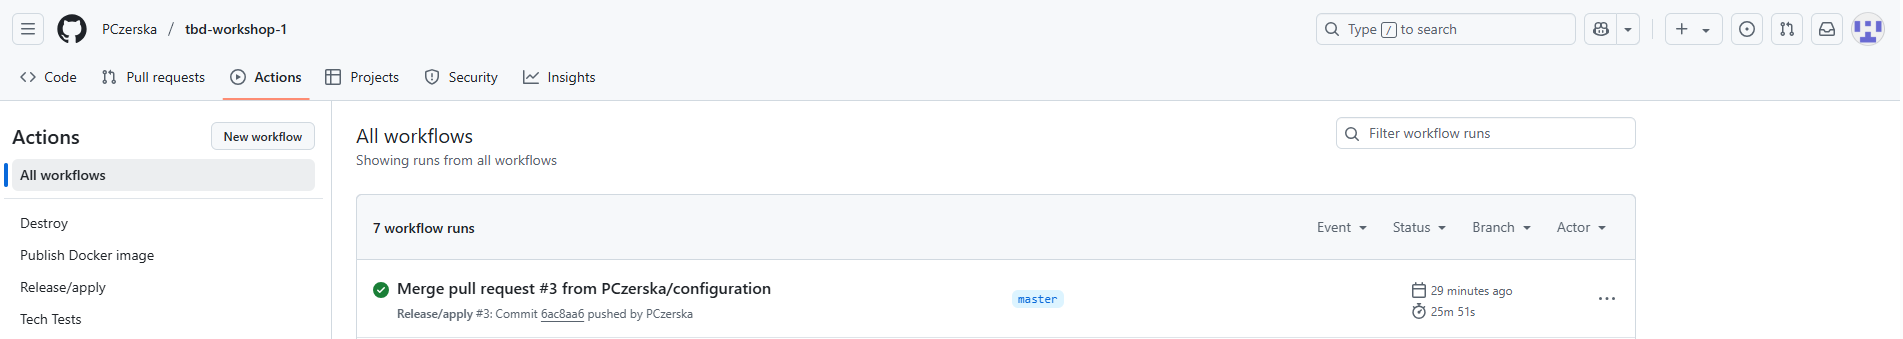 PCzerska / tbd-workshop-1
Type / to search
Code Pull requests Actions Projects Security Insights
Actions
New workflow
All workflows
Destroy
Publish Docker image
Release/apply
Tech Tests
All workflows
Showing runs from all workflows
Filter workflow runs
7 workflow runs
Event Status Branch Actor
Merge pull request #3 from PCzerska/configuration
Release/apply #3: Commit 6ac8aa6 pushed by PCzerska
master
29 minutes ago
25m 51s